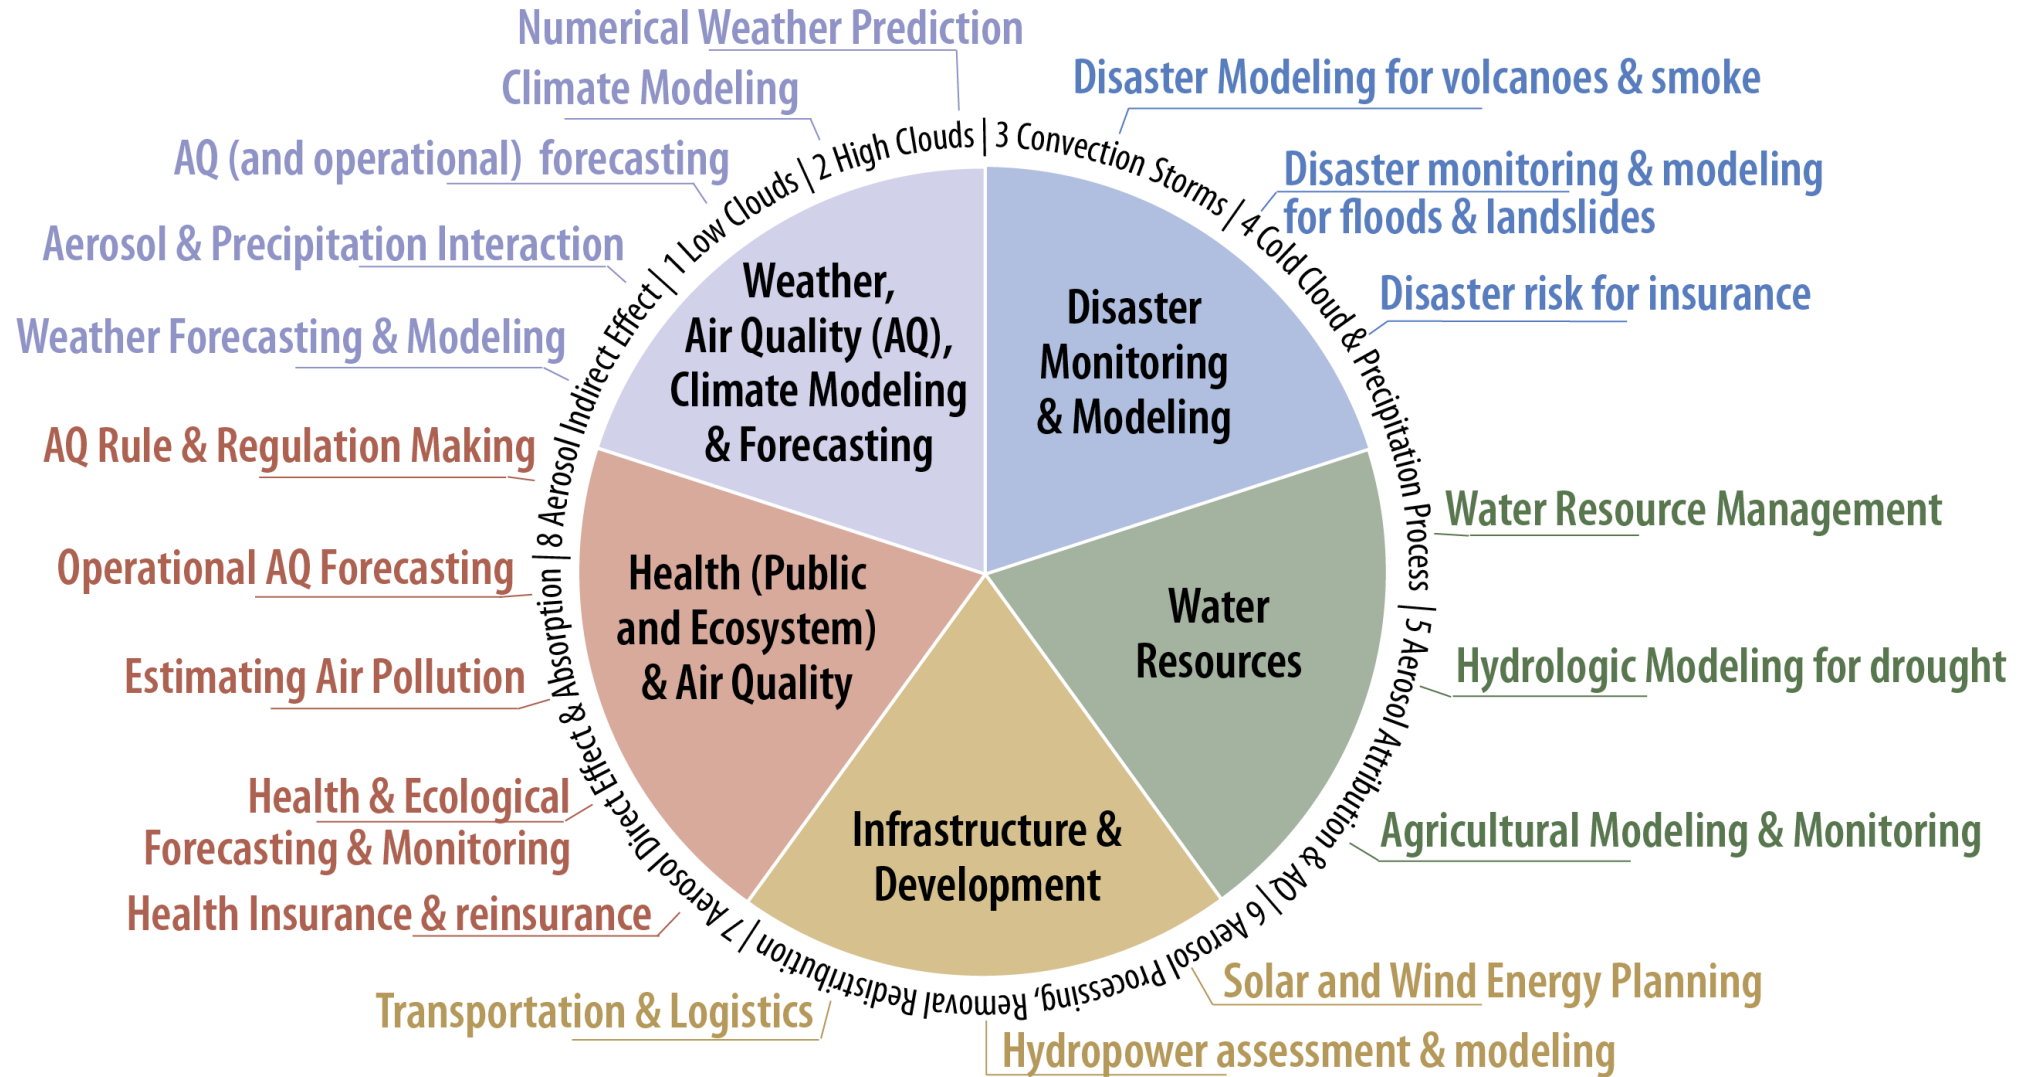 Numerical Weather Prediction
Climate Modeling
AQ (and operational)  forecasting
Aerosol & Precipitation Interaction
Weather Forecasting & Modeling
Disaster Modeling for volcanoes & smoke
Disaster monitoring & modeling
for floods & landslides
Disaster risk for insurance
Water Resource Management
Hydrologic Modeling for drought
Agricultural Modeling & Monitoring
Solar and Wind Energy Planning
Hydropower assessment & modeling
Transportation & Logistics
AQ Rule & Regulation Making
Operational AQ Forecasting
Estimating Air Pollution
Health & Ecological
Forecasting & Monitoring
Health Insurance & reinsurance
| 1 Low Clouds | 2 High Clouds | 3 Convection Storms | 4 Cold Cloud & Precipitation Process | 5 Aerosol Attribution & AQ | 6 Aerosol Processing, Removal Redistribution | 7 Aerosol Direct Effect & Absorption | 8 Aerosol Indirect Effect
Weather,
Air Quality (AQ),
Climate Modeling
& Forecasting
Disaster
Monitoring
& Modeling
Water
Resources
Infrastructure &
Development
Health (Public
and Ecosystem)
& Air Quality